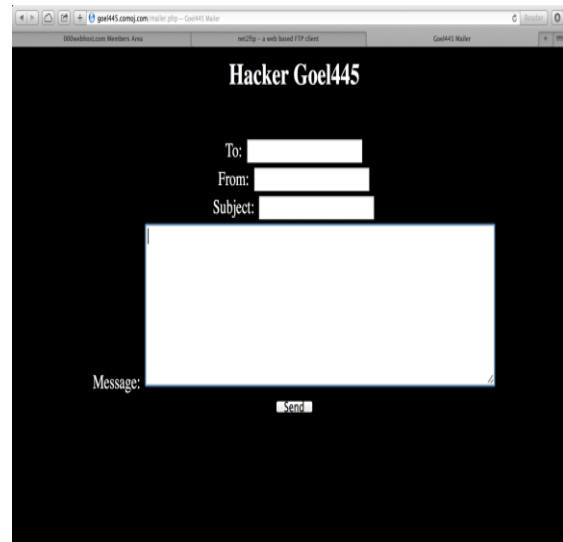 goel445.comoj.com/mailer.php — Goel445 Mailer
Reader
000webhost.com Members Area
net2ftp - a web based FTP client
Goel445 Mailer
Hacker Goel445
To:
From:
Subject:
Message:
Send